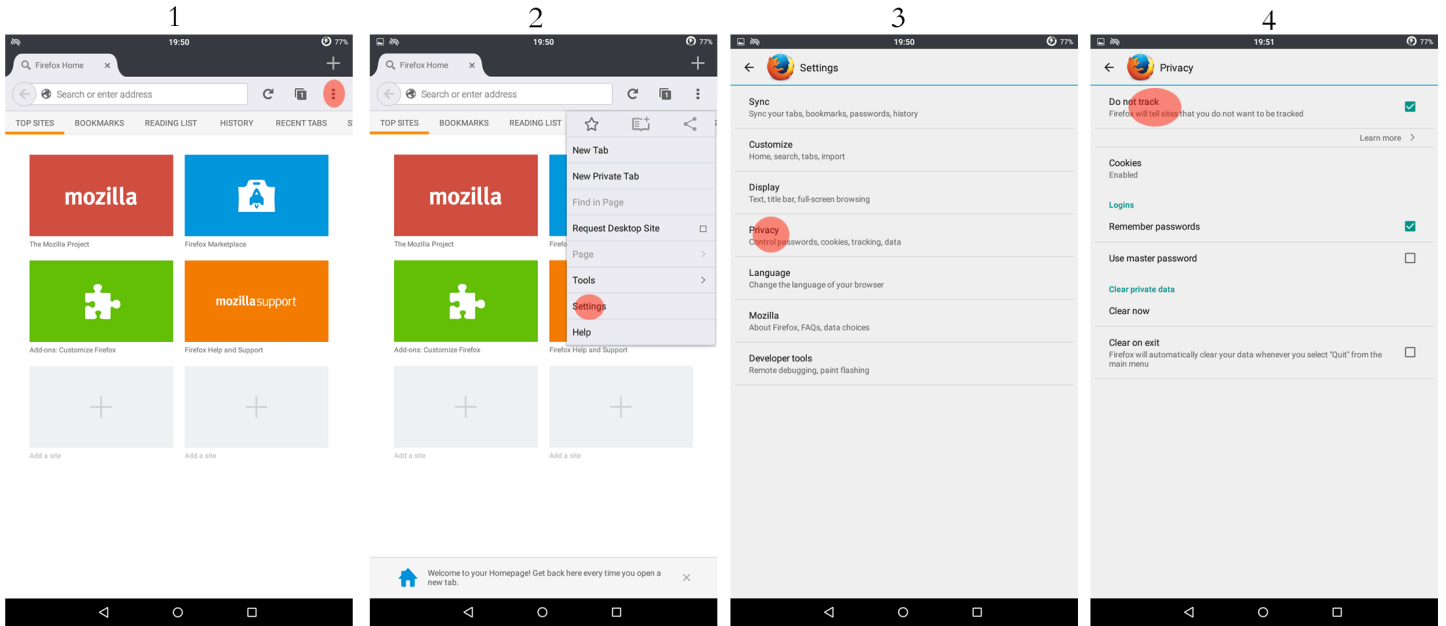 1
19:50
77%
Firefox Home
Search or enter address
1
TOP SITES BOOKMARKS READING LIST HISTORY RECENT TABS S
mozilla
The Mozilla Project
Firefox Marketplace
mozilla support
Add-ons: Customize Firefox
Firefox Help and Support
Add a site
Add a site
2
19:50
77%
Firefox Home
Search or enter address
1
TOP SITES BOOKMARKS READING LIST
New Tab
New Private Tab
Find in Page
Request Desktop Site
Page
Tools
Settings
Help
mozilla
The Mozilla Project
Firefo
Add-ons: Customize Firefox
Firefox Help and Support
Add a site
Add a site
Welcome to your Homepage! Get back here every time you open a
new tab.
3
19:50
77%
Settings
Sync
Sync your tabs, bookmarks, passwords, history
Customize
Home, search, tabs, import
Display
Text, title bar, full-screen browsing
Privacy
Control passwords, cookies, tracking, data
Language
Change the language of your browser
Mozilla
About Firefox, FAQs, data choices
Developer tools
Remote debugging, paint flashing
4
19:51
77%
Privacy
Do not track
Firefox will tell sites that you do not want to be tracked
Learn more
Cookies
Enabled
Logins
Remember passwords
Use master password
Clear private data
Clear now
Clear on exit
Firefox will automatically clear your data whenever you select "Quit" from the
main menu